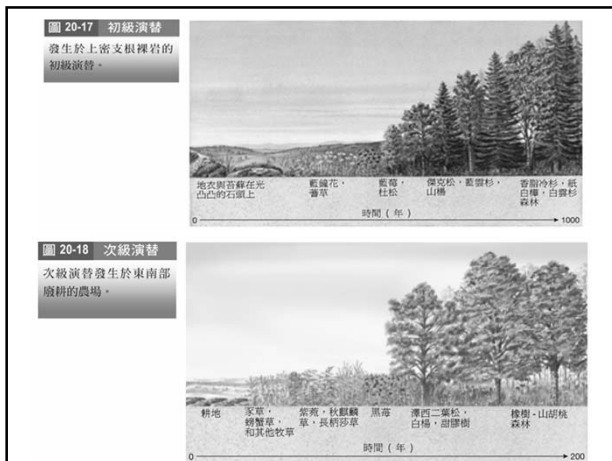 圖 20-17 初級演替
發生於上密支根裸岩的
初級演替。
地衣與苔蘚在光
凸凸的石頭上
藍鐘花，
蓍草
藍莓，
杜松
傑克松，藍雲杉，
山楊
香脂冷杉，紙
白樺，白雲杉
森林
0 時間（年） 1000
圖 20-18 次級演替
次級演替發生於東南部
廢耕的農場。
耕地
豕草，
螃蟹草，
和其他牧草
紫菀，秋麒麟
草，長柄莎草
黑莓
澤西二葉松，
白楊，甜膠樹
橡樹-山胡桃
森林
0 時間（年） 200